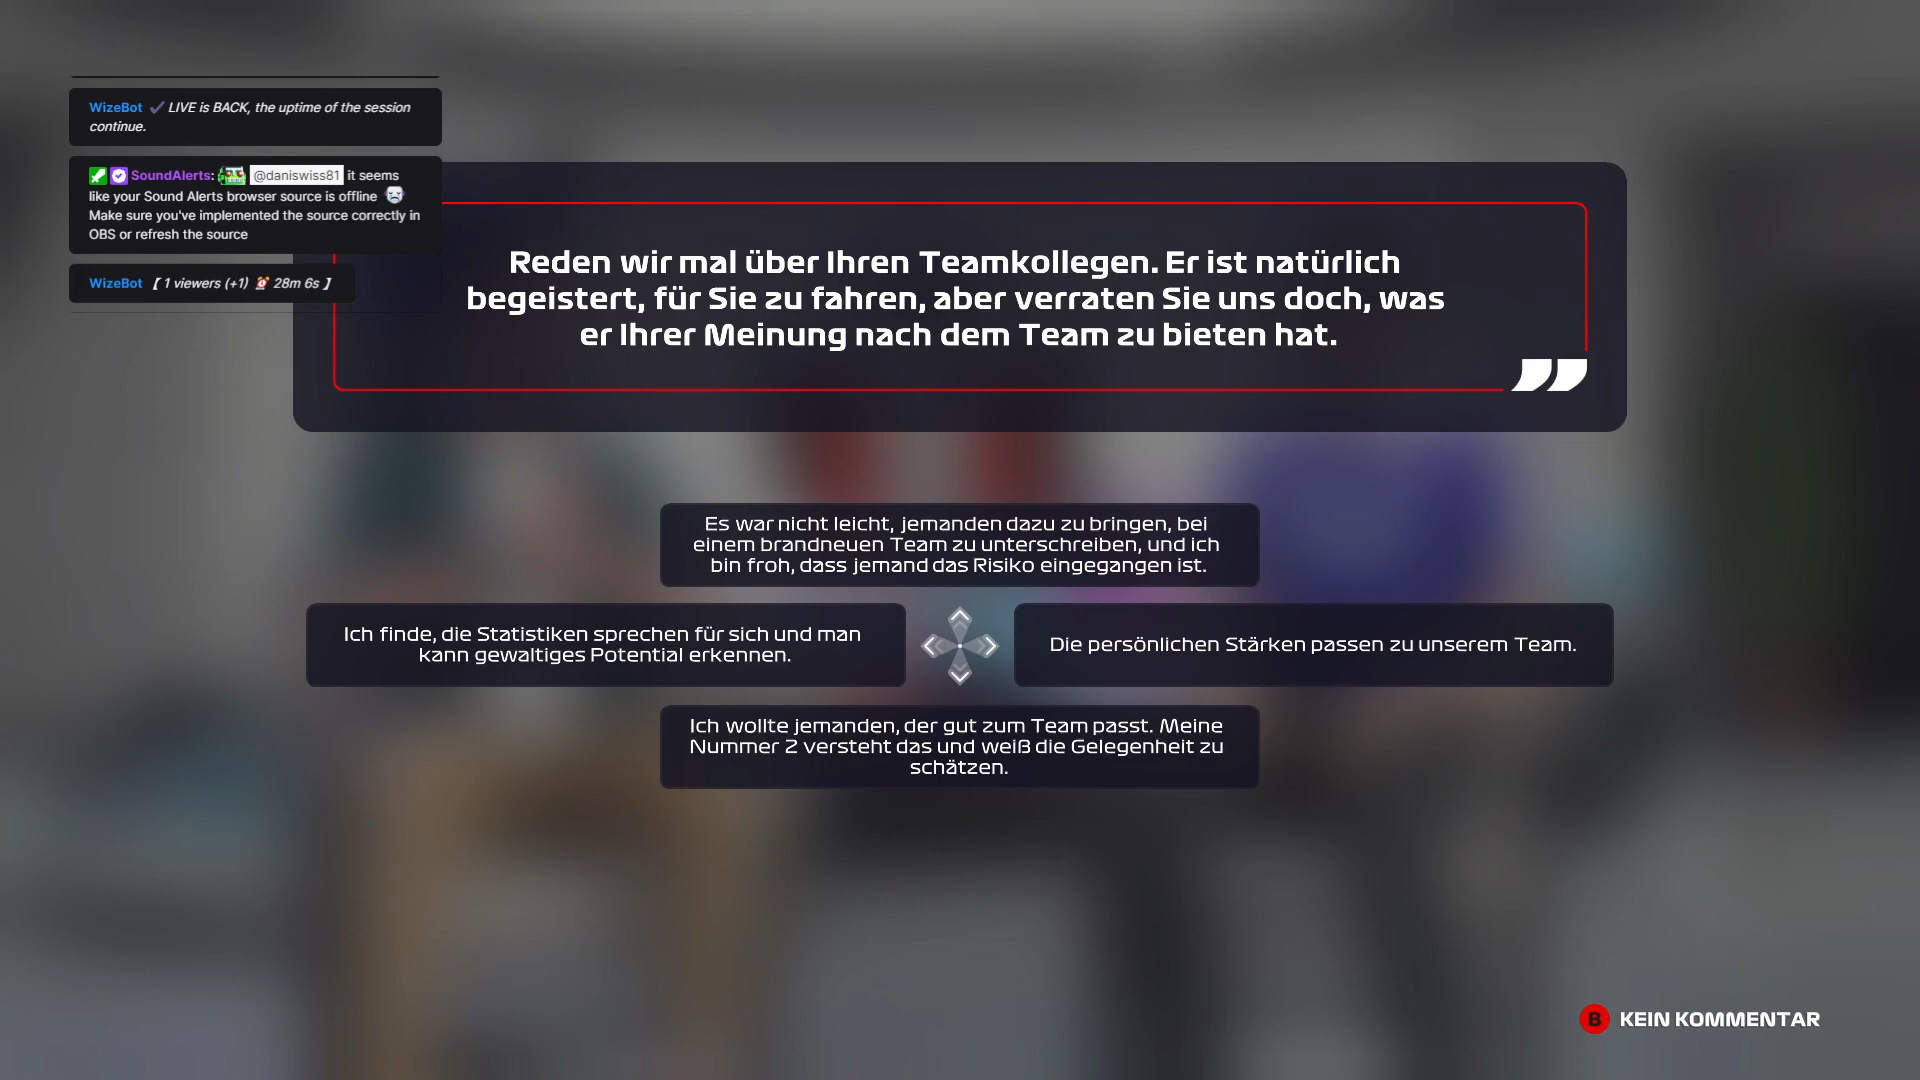 WizeBot ✔ LIVE is BACK, the uptime of the session
continue.
SoundAlerts: @daniswiss81 it seems
like your Sound Alerts browser source is offline
Make sure you've implemented the source correctly in
OBS or refresh the source
WizeBot 【 1 viewers (+1) ⏰ 28m 6s 】
Reden wir mal über Ihren Teamkollegen. Er ist natürlich
begeistert, für Sie zu fahren, aber verraten Sie uns doch, was
er Ihrer Meinung nach dem Team zu bieten hat.
Es war nicht leicht, jemanden dazu zu bringen, bei
einem brandneuen Team zu unterschreiben, und ich
bin froh, dass jemand das Risiko eingegangen ist.
Ich finde, die Statistiken sprechen für sich und man
kann gewaltiges Potential erkennen.
Die persönlichen Stärken passen zu unserem Team.
Ich wollte jemanden, der gut zum Team passt. Meine
Nummer 2 versteht das und weiß die Gelegenheit zu
schätzen.
B KEIN KOMMENTAR